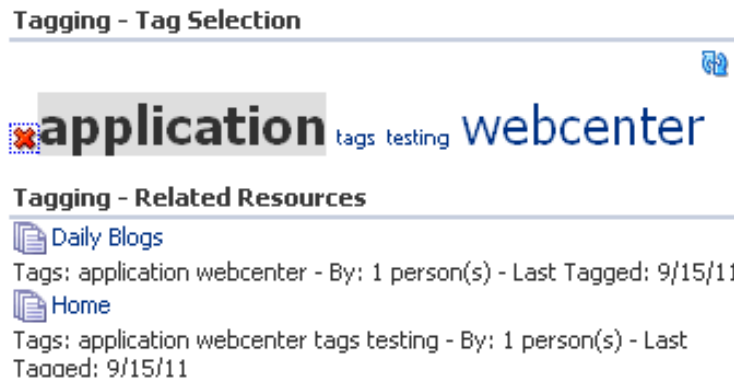 Tagging - Tag Selection
application tags testing webcenter
Tagging - Related Resources
Daily Blogs
Tags: application webcenter - By: 1 person(s) - Last Tagged: 9/15/11
Home
Tags: application webcenter tags testing - By: 1 person(s) - Last
Tagged: 9/15/11